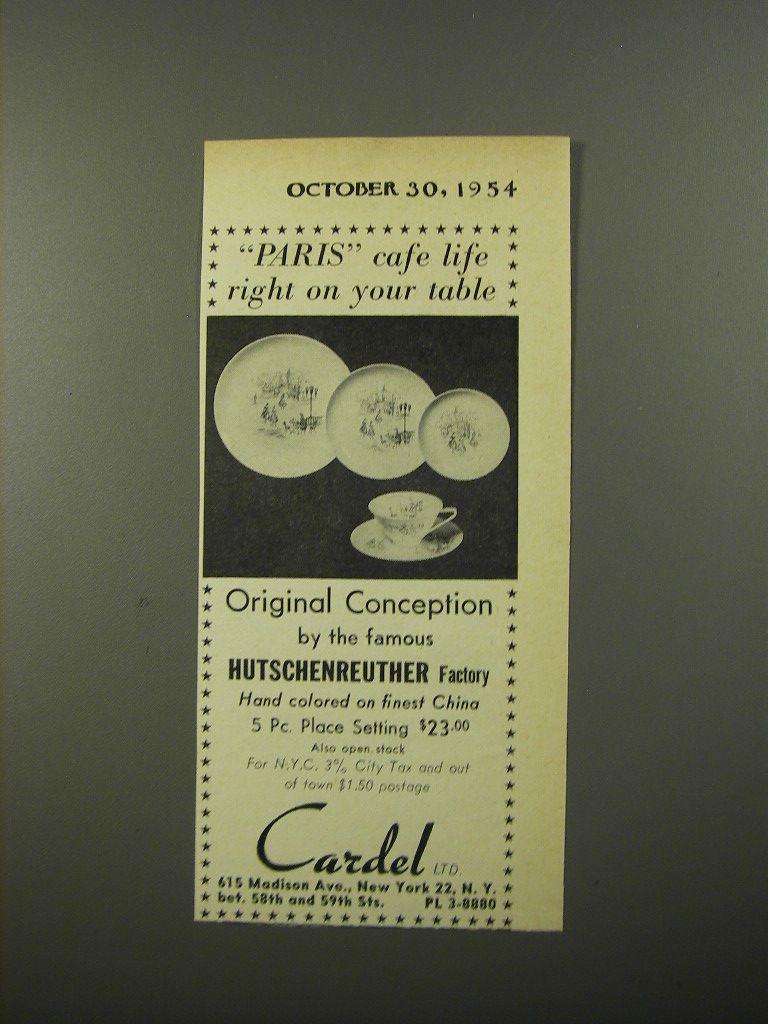 OCTOBER 30, 1954
"PARIS" cafe life
right on your table
Original Conception
by the famous
HUTSCHENREUTHER Factory
Hand colored on finest China
5 Pc. Place Setting $23.00
Also open stock
For N.Y.C. 3% City Tax and out
of town $1.50 postage
Cardel LTD.
615 Madison Ave., New York 22, N. Y.
bet. 58th and 59th Sts. PL 3-8880